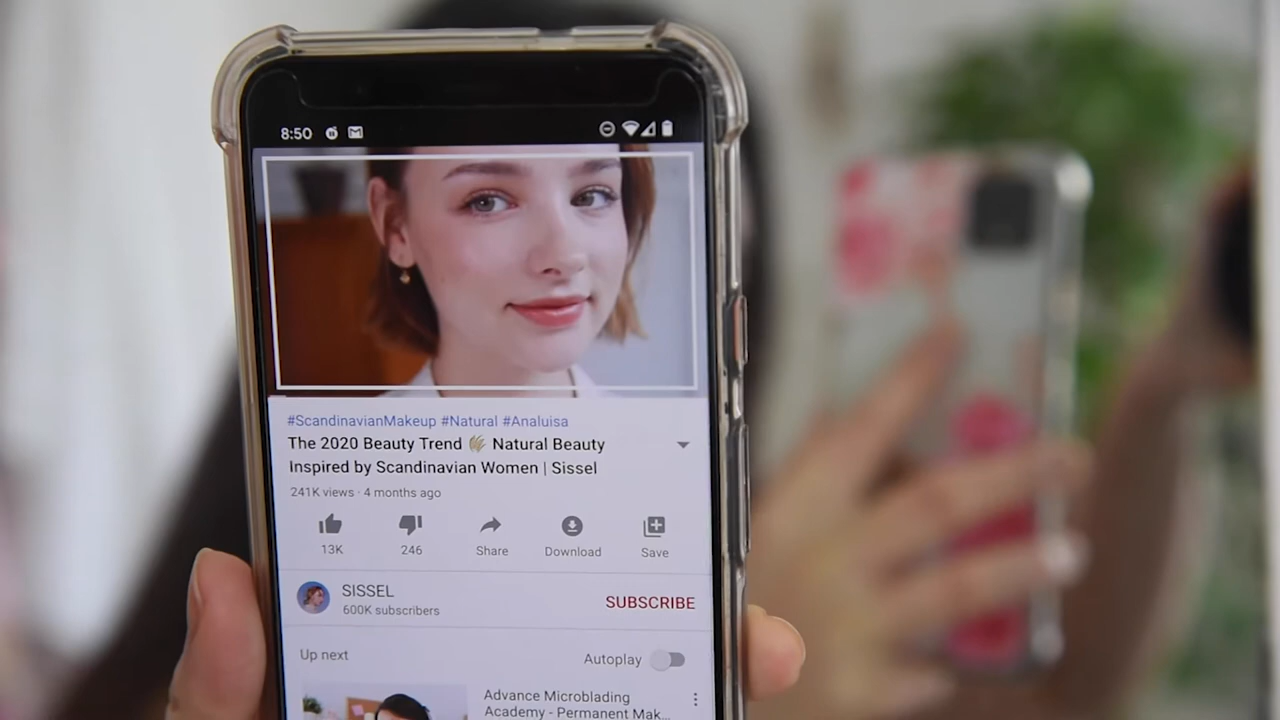 8:50
#ScandinavianMakeup #Natural #Analuisa
The 2020 Beauty Trend Natural Beauty
Inspired by Scandinavian Women | Sissel
241K views · 4 months ago
13K
246
Share
Download
Save
SISSEL
600K subscribers
SUBSCRIBE
Up next
Autoplay
Advance Microblading
Academy - Permanent Mak...